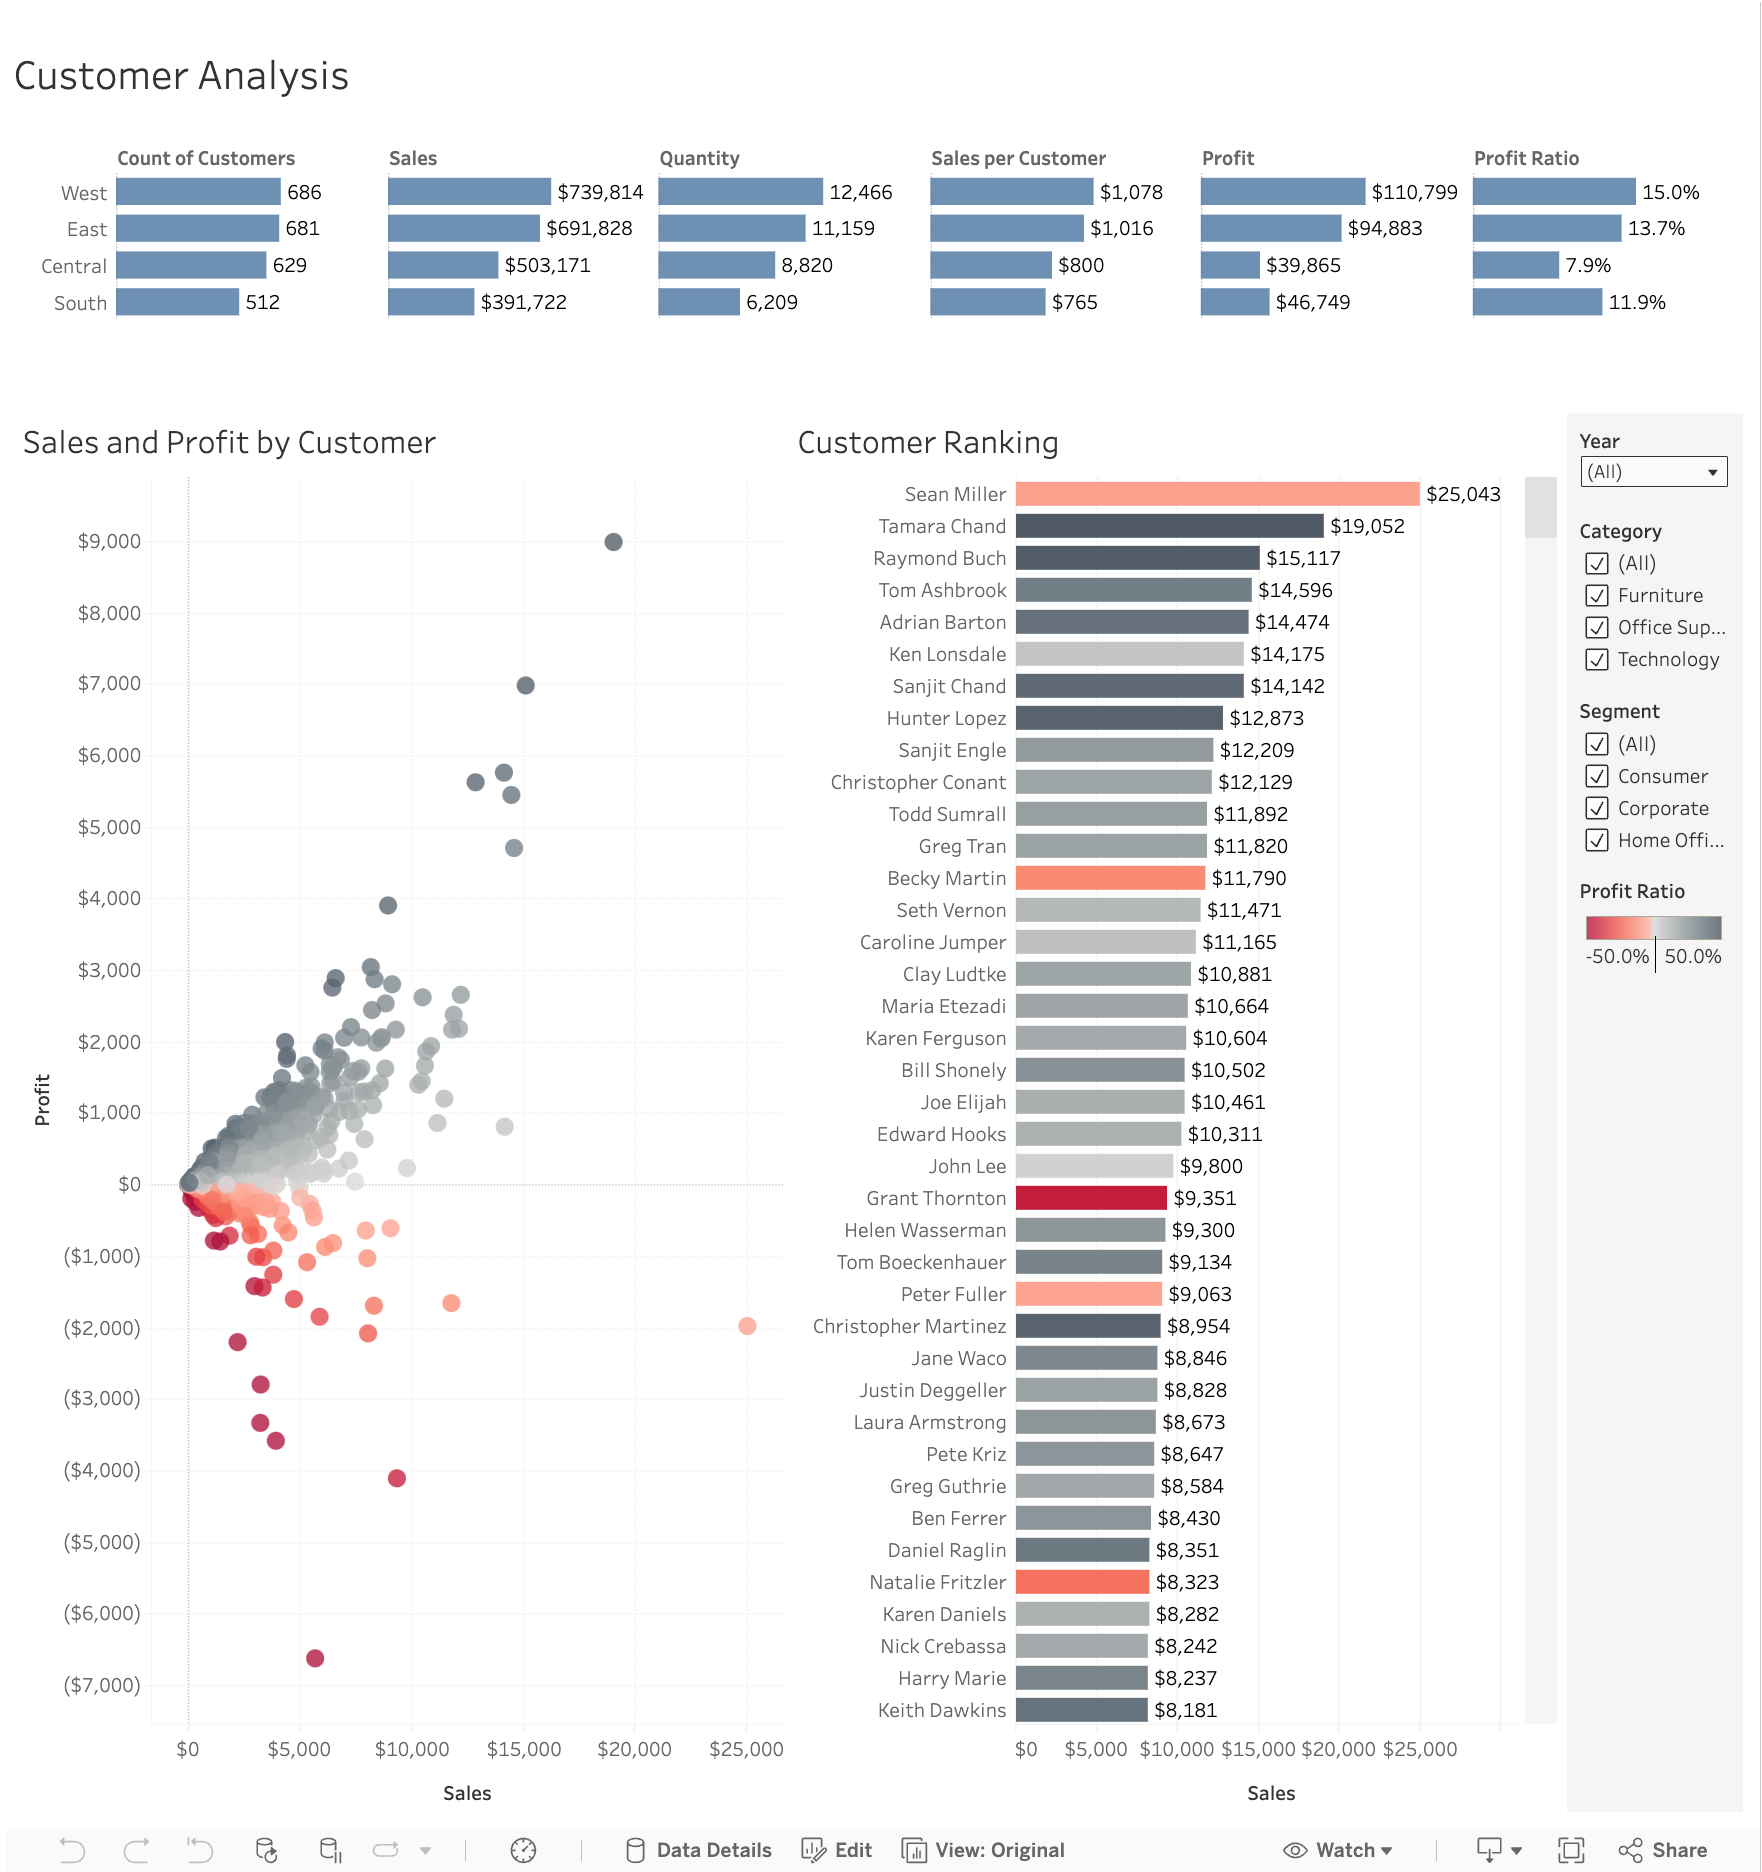 Customer Analysis
Count of Customers Sales Quantity Sales per Customer Profit Profit Ratio
West 686 $739,814 12,466 $1,078 $110,799 15.0%
East 681 $691,828 11,159 $1,016 $94,883 13.7%
Central 629 $503,171 8,820 $800 $39,865 7.9%
South 512 $391,722 6,209 $765 $46,749 11.9%
Sales and Profit by Customer
$9,000
$8,000
$7,000
$6,000
$5,000
$4,000
$3,000
$2,000
$1,000
$0
($1,000)
($2,000)
($3,000)
($4,000)
($5,000)
($6,000)
($7,000)
Profit
$0 $5,000 $10,000 $15,000 $20,000 $25,000
Sales
Customer Ranking
Sean Miller $25,043
Tamara Chand $19,052
Raymond Buch $15,117
Tom Ashbrook $14,596
Adrian Barton $14,474
Ken Lonsdale $14,175
Sanjit Chand $14,142
Hunter Lopez $12,873
Sanjit Engle $12,209
Christopher Conant $12,129
Todd Sumrall $11,892
Greg Tran $11,820
Becky Martin $11,790
Seth Vernon $11,471
Caroline Jumper $11,165
Clay Ludtke $10,881
Maria Etezadi $10,664
Karen Ferguson $10,604
Bill Shonely $10,502
Joe Elijah $10,461
Edward Hooks $10,311
John Lee $9,800
Grant Thornton $9,351
Helen Wasserman $9,300
Tom Boeckenhauer $9,134
Peter Fuller $9,063
Christopher Martinez $8,954
Jane Waco $8,846
Justin Deggeller $8,828
Laura Armstrong $8,673
Pete Kriz $8,647
Greg Guthrie $8,584
Ben Ferrer $8,430
Daniel Raglin $8,351
Natalie Fritzler $8,323
Karen Daniels $8,282
Nick Crebassa $8,242
Harry Marie $8,237
Keith Dawkins $8,181
$0 $5,000 $10,000 $15,000 $20,000 $25,000
Sales
Year
(All)
Category
(All)
Furniture
Office Sup...
Technology
Segment
(All)
Consumer
Corporate
Home Offi...
Profit Ratio
-50.0% 50.0%
Data Details Edit View: Original Watch Share